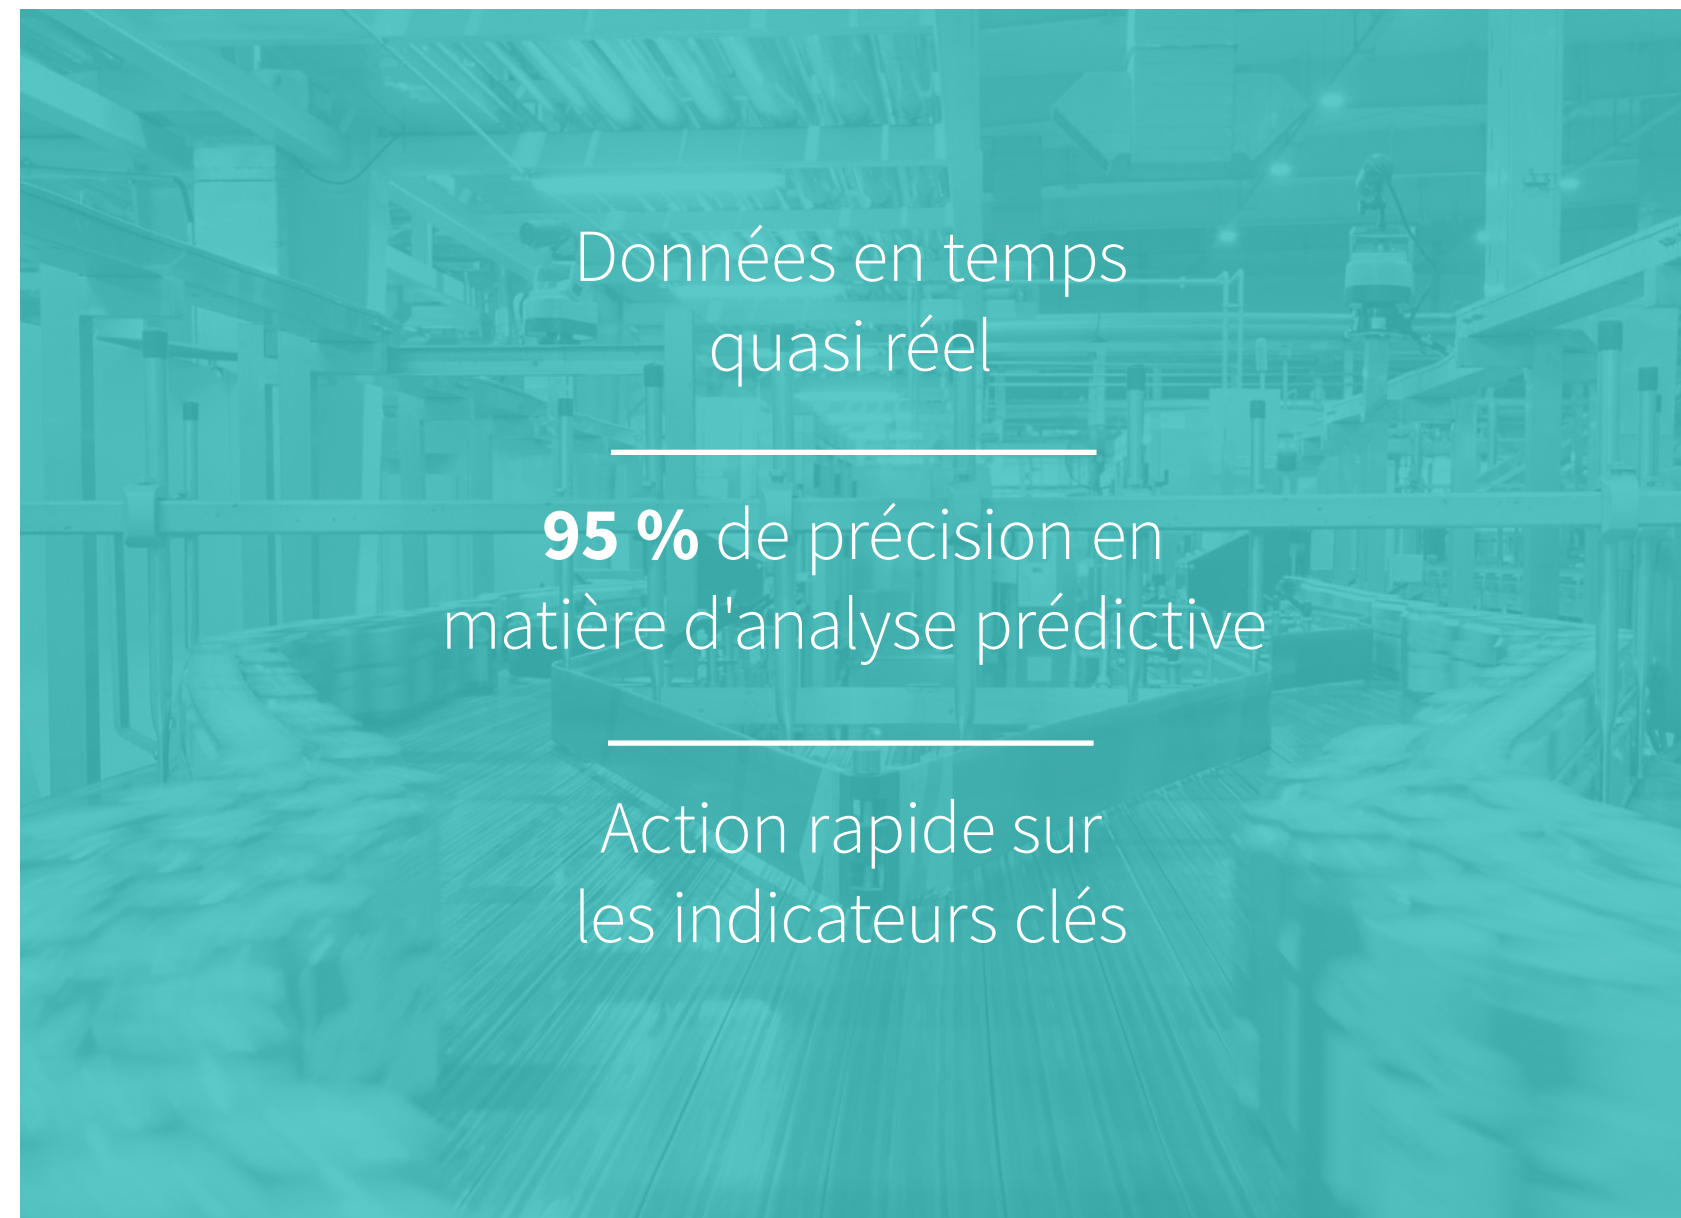 Données en temps
quasi réel
95 % de précision en
matière d'analyse prédictive
Action rapide sur
les indicateurs clés